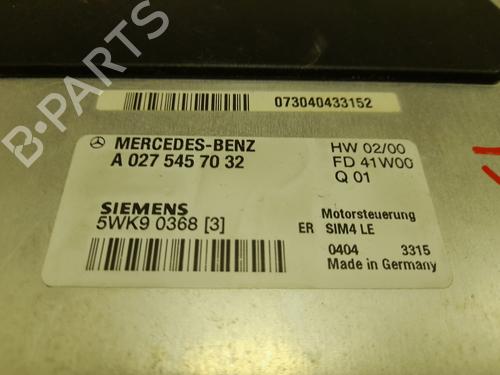 B-PARTS
073040433152
MERCEDES-BENZ
A 027 545 70 32
HW 02/00
FD 41W00
Q 01
SIEMENS
5WK9 0368 [3]
Motorsteuerung
ER SIM4 LE
0404 3315
Made in Germany